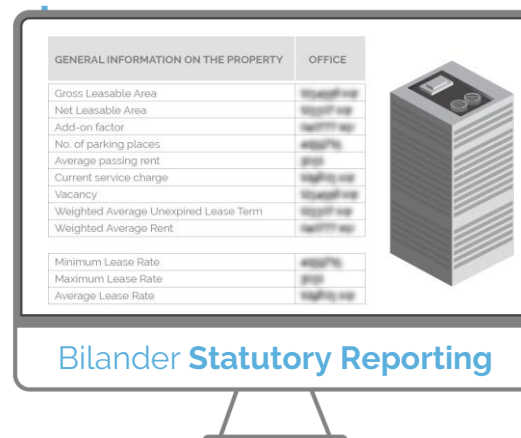 GENERAL INFORMATION ON THE PROPERTY OFFICE
Gross Leasable Area
Net Leasable Area
Add-on factor
No. of parking places
Average passing rent
Current service charge
Vacancy
Weighted Average Unexpired Lease Term
Weighted Average Rent
Minimum Lease Rate
Maximum Lease Rate
Average Lease Rate
Bilander Statutory Reporting